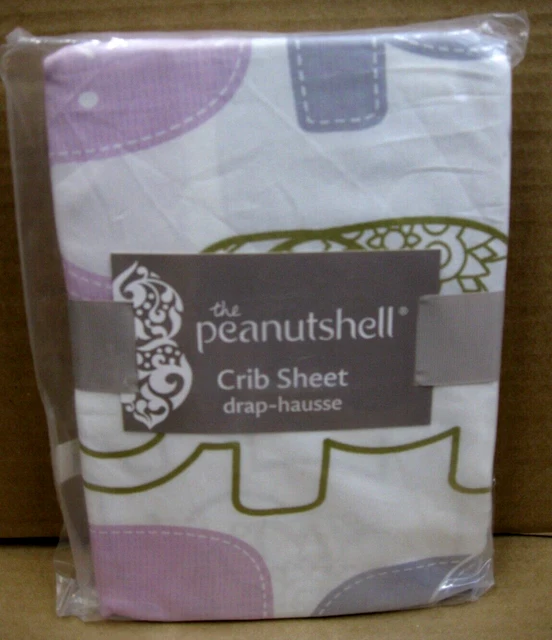 the
peanutshell®
Crib Sheet
drap-hausse